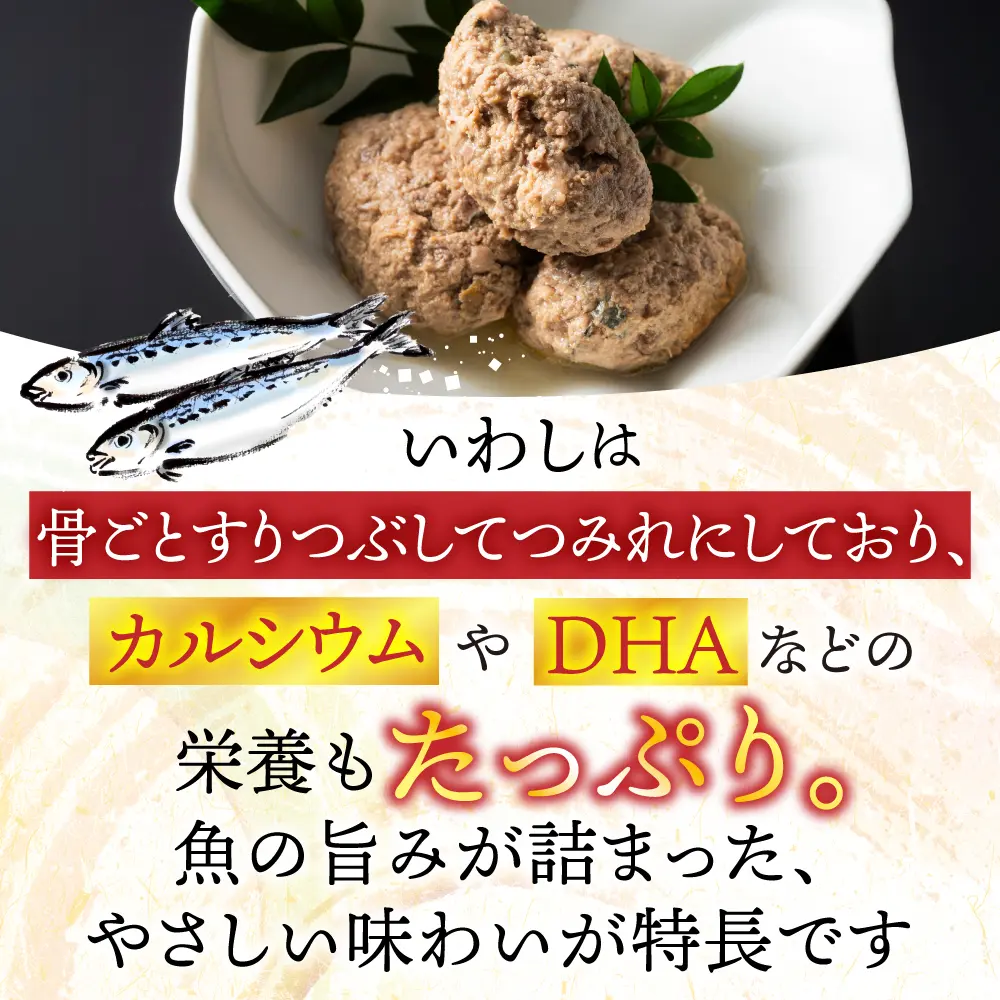 いわしは
骨ごとすりつぶしてつみれにしており、
カルシウム や DHA などの
栄養もたっぷり。
魚の旨みが詰まった、
やさしい味わいが特長です